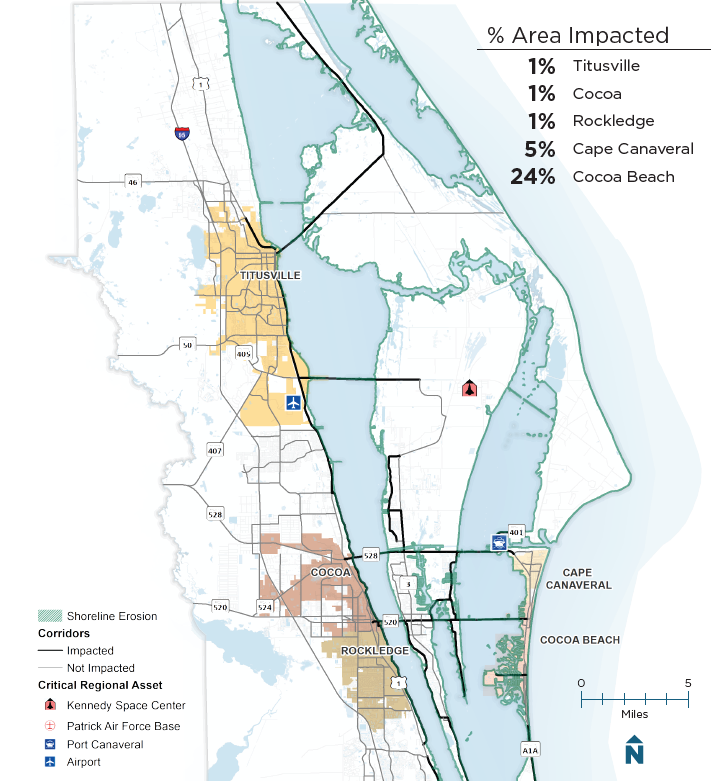 % Area Impacted
1% Titusville
1% Cocoa
1% Rockledge
5% Cape Canaveral
24% Cocoa Beach
1
95
46
TITUSVILLE
50
405
407
528
401
528
COCOA
CAPE
CANAVERAL
3
520
524
520
COCOA BEACH
ROCKLEDGE
1
A1A
Shoreline Erosion
Corridors
Impacted
Not Impacted
Critical Regional Asset
Kennedy Space Center
Patrick Air Force Base
Port Canaveral
Airport
0 5
Miles
N